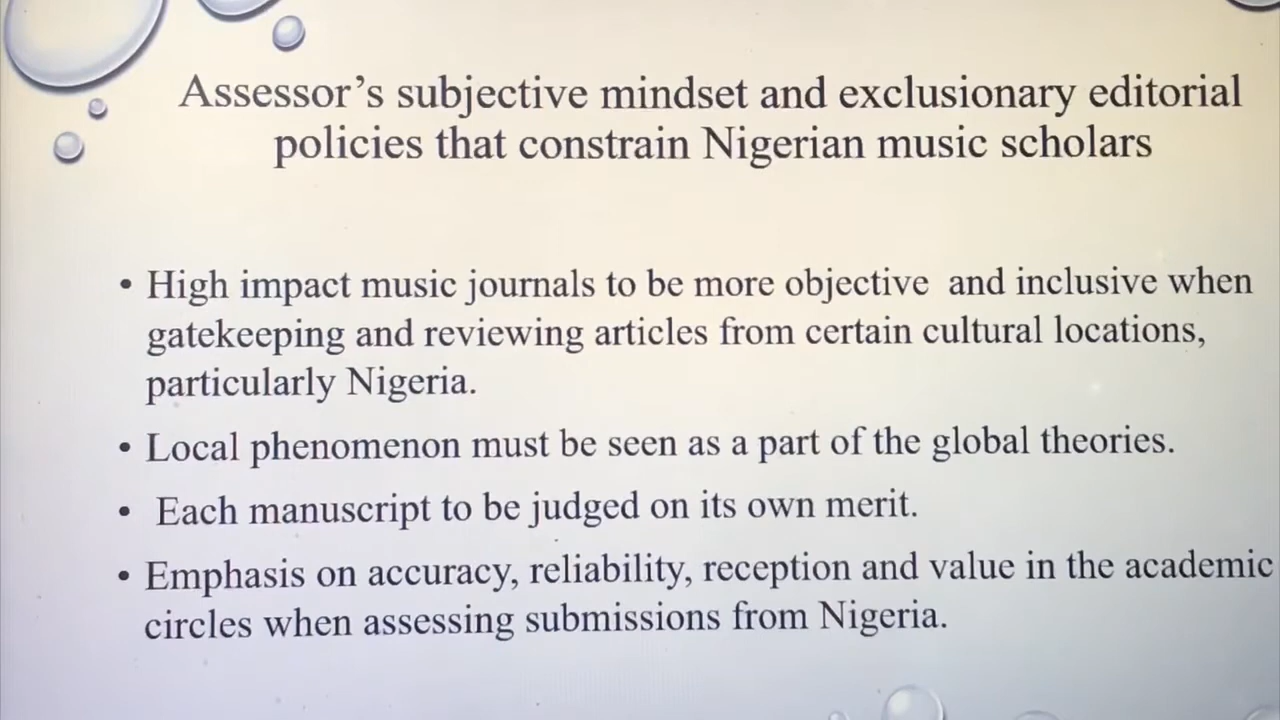 Assessor's subjective mindset and exclusionary editorial
policies that constrain Nigerian music scholars
• High impact music journals to be more objective and inclusive when
gatekeeping and reviewing articles from certain cultural locations,
particularly Nigeria.
• Local phenomenon must be seen as a part of the global theories.
• Each manuscript to be judged on its own merit.
• Emphasis on accuracy, reliability, reception and value in the academic
circles when assessing submissions from Nigeria.